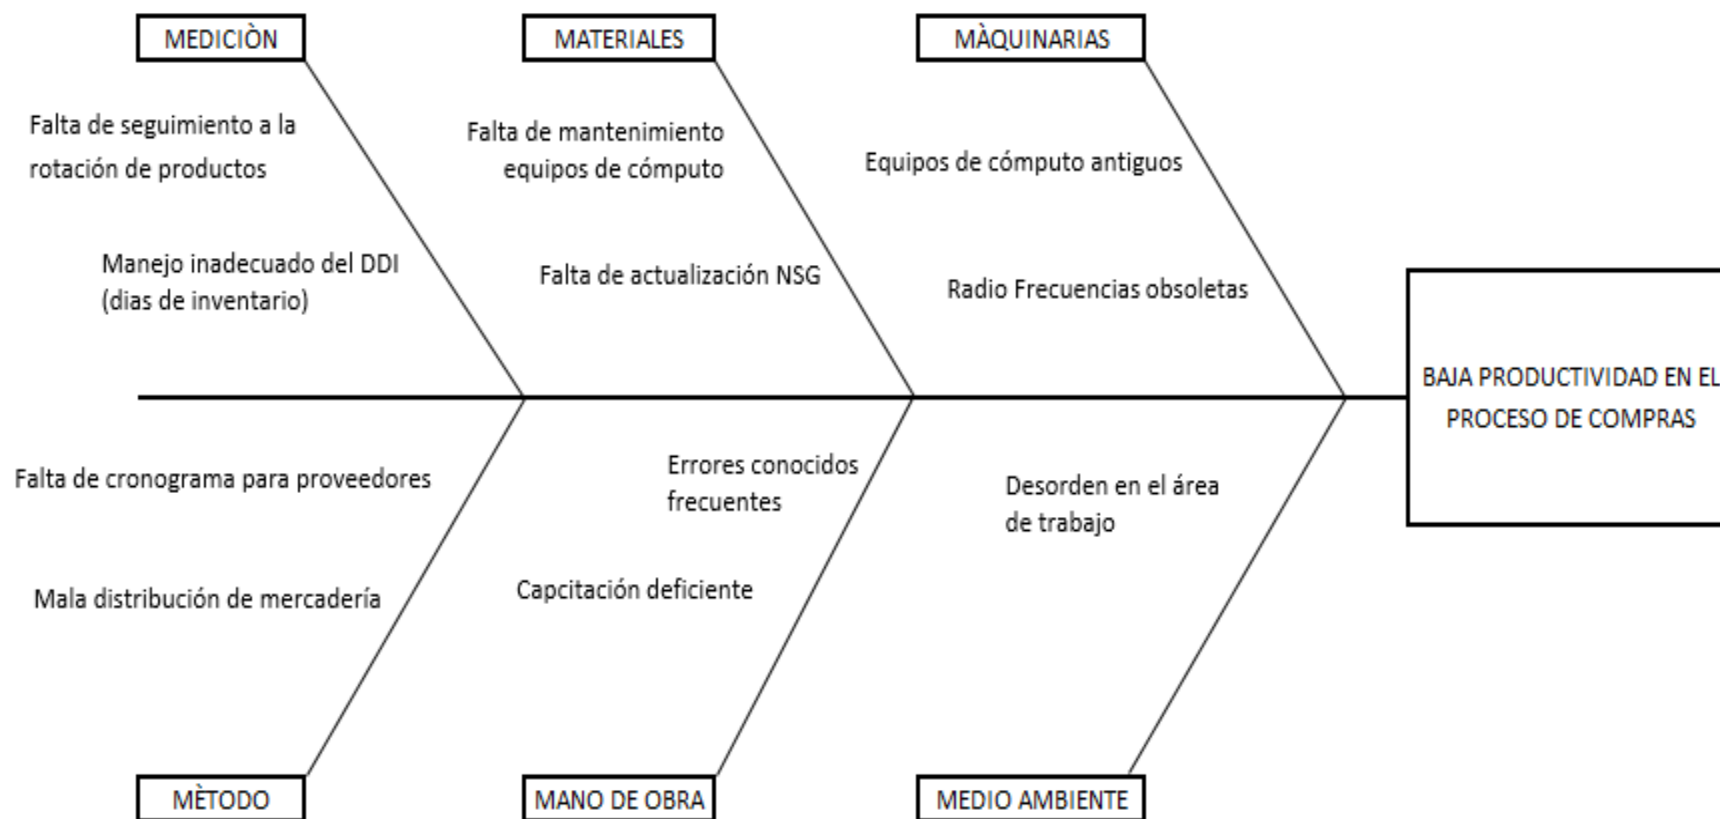 MEDICIÒN
MATERIALES
MÀQUINARIAS
Falta de seguimiento a la
rotación de productos
Manejo inadecuado del DDI
(dias de inventario)
Falta de mantenimiento
equipos de cómputo
Falta de actualización NSG
Equipos de cómputo antiguos
Radio Frecuencias obsoletas
BAJA PRODUCTIVIDAD EN EL
PROCESO DE COMPRAS
Falta de cronograma para proveedores
Mala distribución de mercadería
Errores conocidos
frecuentes
Capcitación deficiente
Desorden en el área
de trabajo
MÈTODO
MANO DE OBRA
MEDIO AMBIENTE